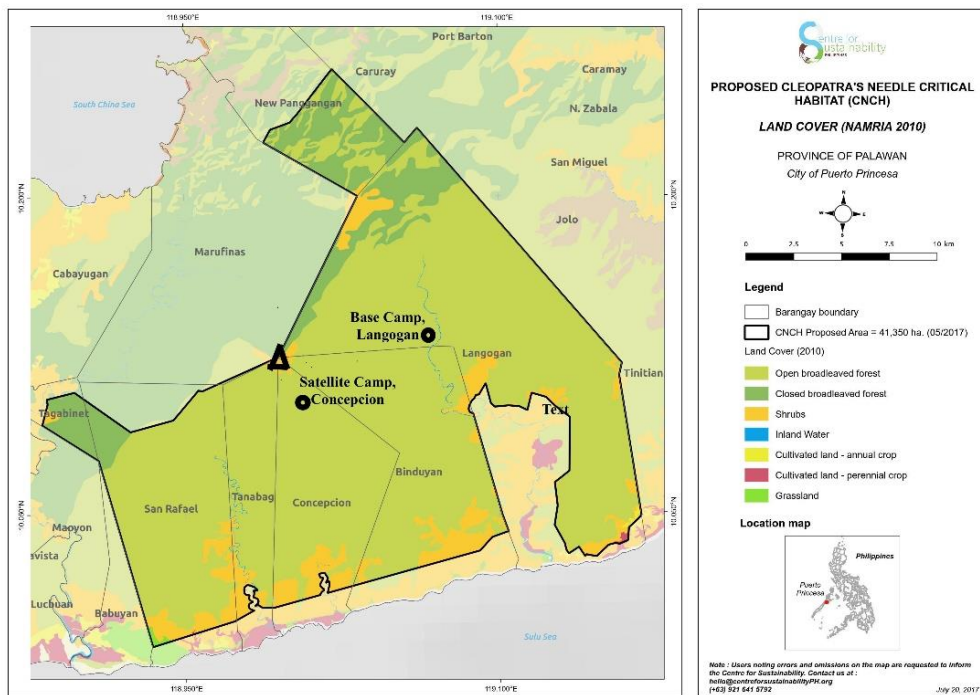 118.950°E
119.100°E
Port Barton
Caruray
Caramay
South China Sea
New Panggangan
N. Zabala
San Miguel
10.200°N
10.200°N
Jolo
Marufinas
Cabayugan
Base Camp,
Langogan
Langogan
Tinitian
Satellite Camp,
Concepcion
Tagabinet
Text
Binduyan
Tanabag
Concepcion
San Rafael
10.050°N
10.050°N
Maoyon
avista
Luchuan
Babuyan
Sulu Sea
118.950°E
119.100°E
Sentre for
Sustainability
PHILIPPINES
PROPOSED CLEOPATRA'S NEEDLE CRITICAL
HABITAT (CNCH)
LAND COVER (NAMRIA 2010)
PROVINCE OF PALAWAN
City of Puerto Princesa
N
W
E
S
0 2.5 5 7.5 10 km
Legend
Barangay boundary
CNCH Proposed Area = 41,350 ha. (05/2017)
Land Cover (2010)
Open broadleaved forest
Closed broadleaved forest
Shrubs
Inland Water
Cultivated land - annual crop
Cultivated land - perennial crop
Grassland
Location map
Philippines
Puerto
Princesa
Note : Users noting errors and omissions on the map are requested to inform
the Centre for Sustainability. Contact us at :
hello@centreforsustainabilityPH.org
(+63) 921 641 5792
July 20, 2017